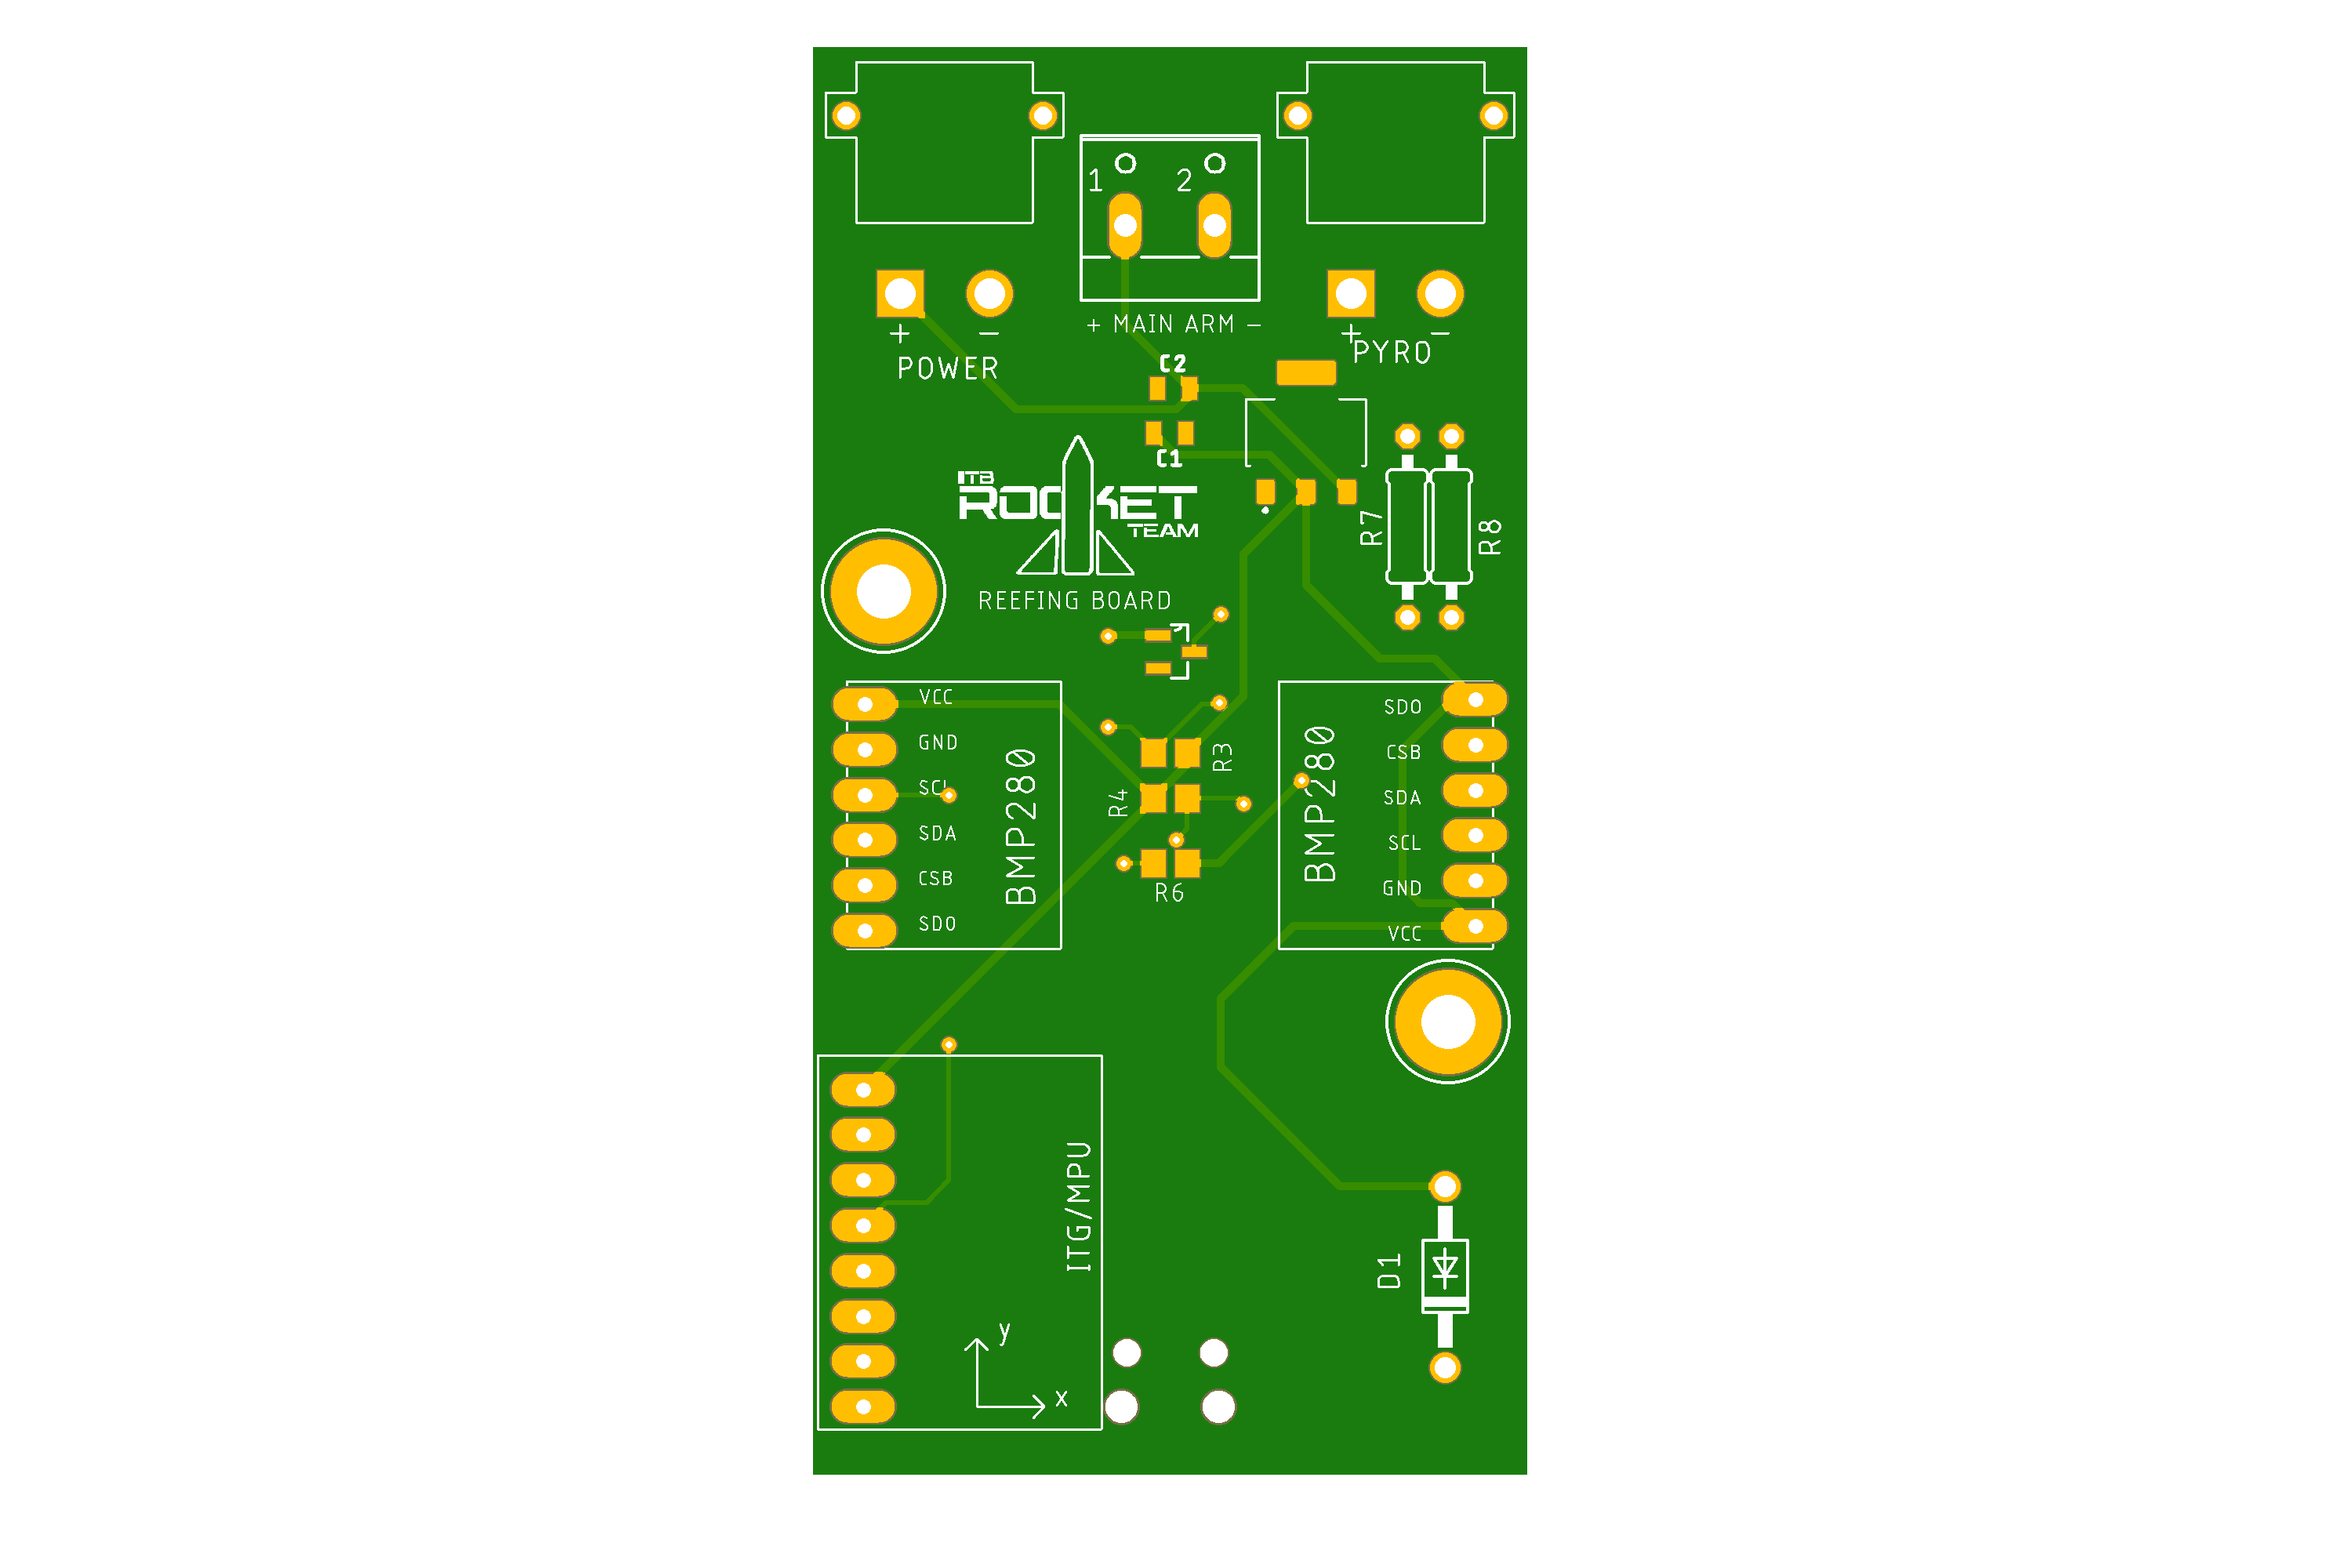 1 2
+ MAIN ARM -
+ -
POWER
+ -
PYRO
C2
C1
ITB
ROCKET
TEAM
REEFING BOARD
R7
R8
VCC
GND
SCL
SDA
CSB
SDO
BMP280
R3
R4
R6
BMP280
SDO
CSB
SDA
SCL
GND
VCC
ITG/MPU
y
x
D1